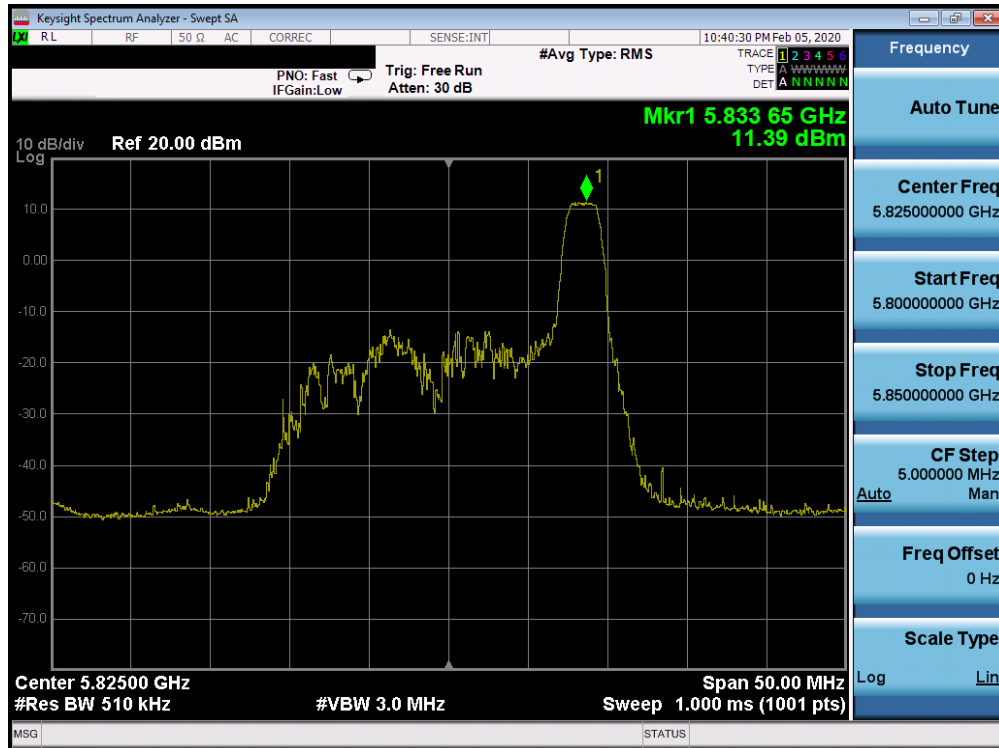 Keysight Spectrum Analyzer - Swept SA
LXI RL RF 50 Ω AC CORREC SENSE:INT 10:40:30 PM Feb 05, 2020
#Avg Type: RMS
TRACE 1 2 3 4 5 6
PNO: Fast Trig: Free Run
TYPE A WWWWW
IFGain:Low Atten: 30 dB
DET A N N N N N
Mkr1 5.833 65 GHz
11.39 dBm
10 dB/div Ref 20.00 dBm
Log
1
10.0
0.00
-10.0
-20.0
-30.0
-40.0
-50.0
-60.0
-70.0
Center 5.82500 GHz Span 50.00 MHz
#Res BW 510 kHz #VBW 3.0 MHz Sweep 1.000 ms (1001 pts)
MSG STATUS
Frequency
Auto Tune
Center Freq
5.825000000 GHz
Start Freq
5.800000000 GHz
Stop Freq
5.850000000 GHz
CF Step
5.000000 MHz
Auto Man
Freq Offset
0 Hz
Scale Type
Log Lin